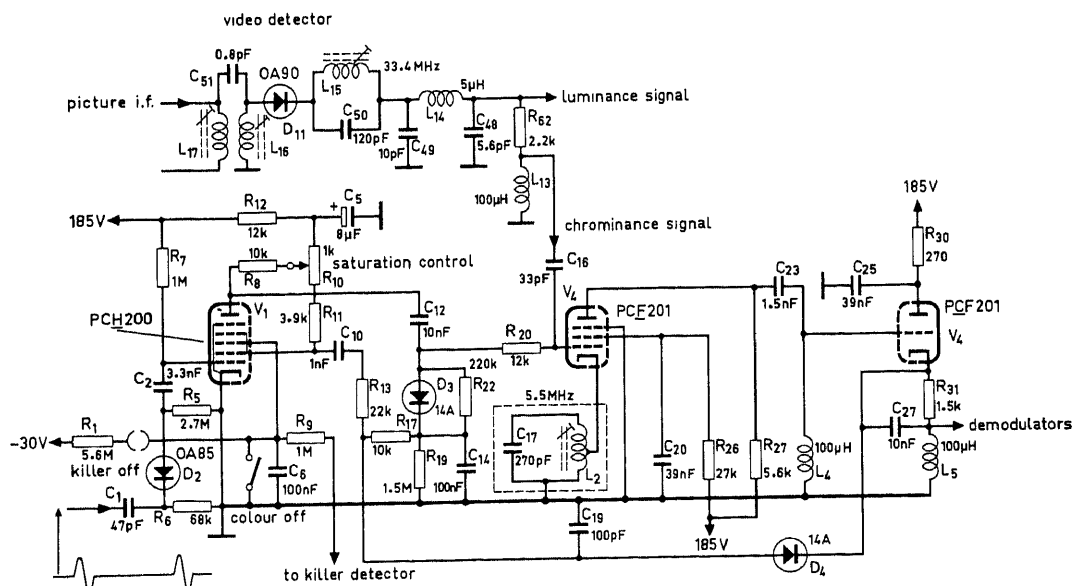 video detector
0.8pF
C51
OA90
33.4MHz
L15
5µH
picture i.f.
luminance signal
D11
C50
120pF
L14
C48
5.6pF
R62
2.2k
L17
L16
10pF
C49
L13
100µH
185V
R12
12k
C5
+
8µF
chrominance signal
185V
R7
1M
10k
R8
1k
R10
saturation control
C16
33pF
R30
270
V1
3.9k
R11
C12
10nF
V4
C23
1.5nF
C25
39nF
PCH200
C10
1nF
R20
12k
PCF201
PCF201
V4
3.3nF
C2
R5
2.7M
R13
22k
D3
14A
220k
R22
5.5MHz
R31
1.5k
-30V
R1
5.6M
R9
1M
R17
10k
C17
270pF
L2
C20
39nF
R26
27k
R27
5.6k
100µH
L4
C27
10nF
100µH
L5
demodulators
killer off
OA85
D2
C6
100nF
R19
1.5M
C14
100nF
C1
47pF
R6
68k
colour off
C19
100pF
185V
14A
D4
to killer detector